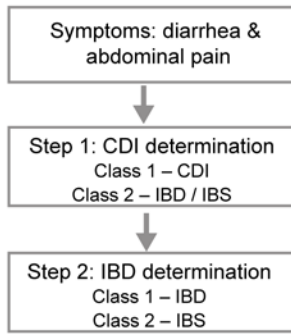 Symptoms: diarrhea &
abdominal pain
Step 1: CDI determination
Class 1 – CDI
Class 2 – IBD / IBS
Step 2: IBD determination
Class 1 – IBD
Class 2 – IBS